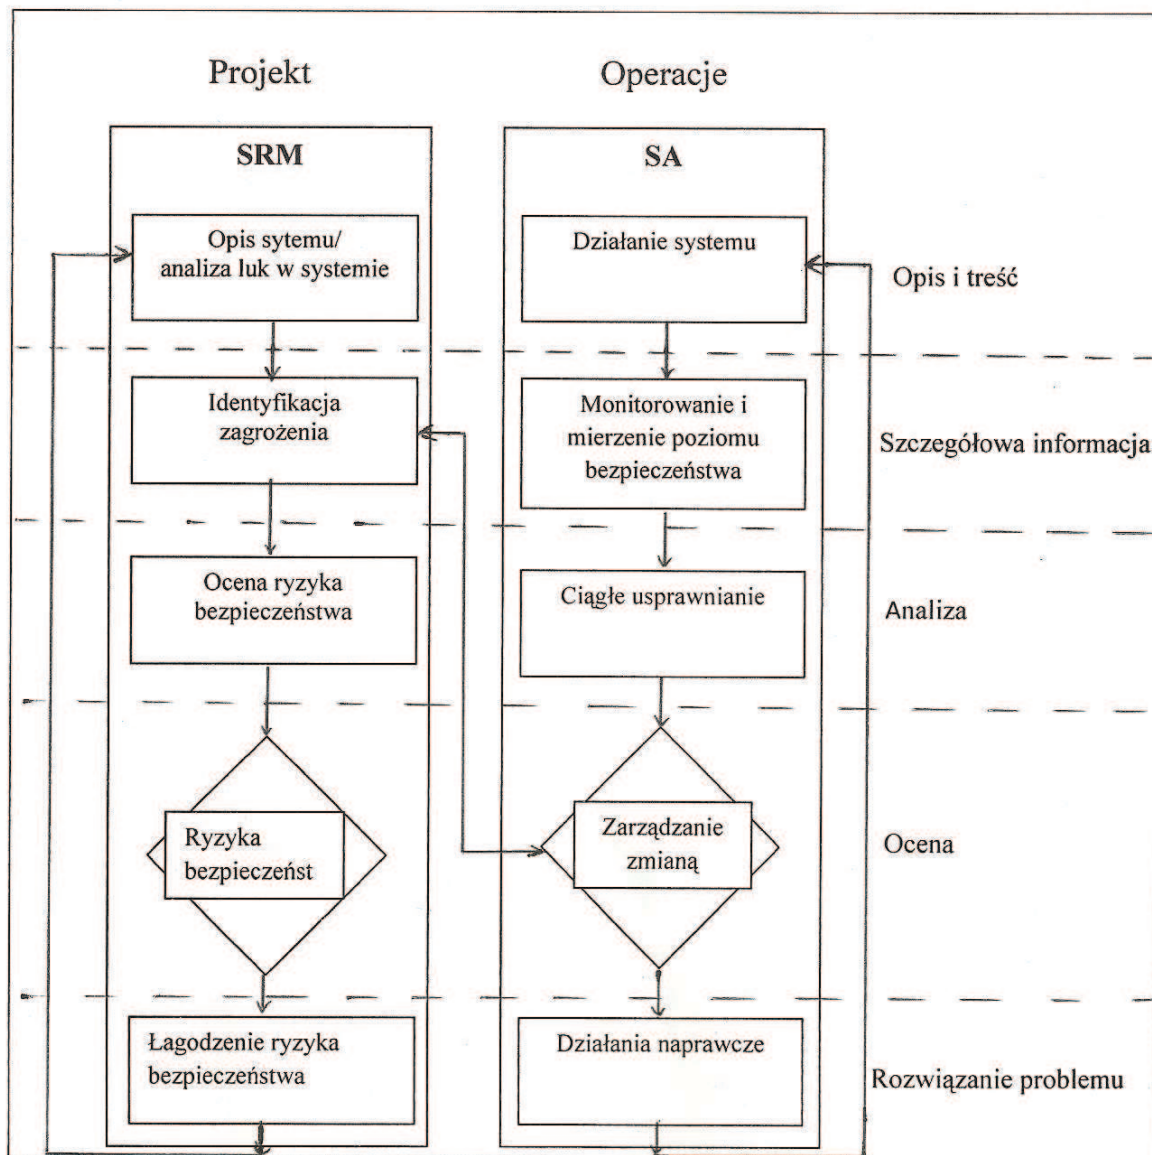 Projekt
Operacje
SRM
SA
Opis sytemu/
analiza luk w systemie
Działanie systemu
Opis i treść
Identyfikacja
zagrożenia
Monitorowanie i
mierzenie poziomu
bezpieczeństwa
Szczegółowa informacja
Ocena ryzyka
bezpieczeństwa
Ciągłe usprawnianie
Analiza
Ryzyka
bezpieczeńst
Zarządzanie
zmianą
Ocena
Łagodzenie ryzyka
bezpieczeństwa
Działania naprawcze
Rozwiązanie problemu